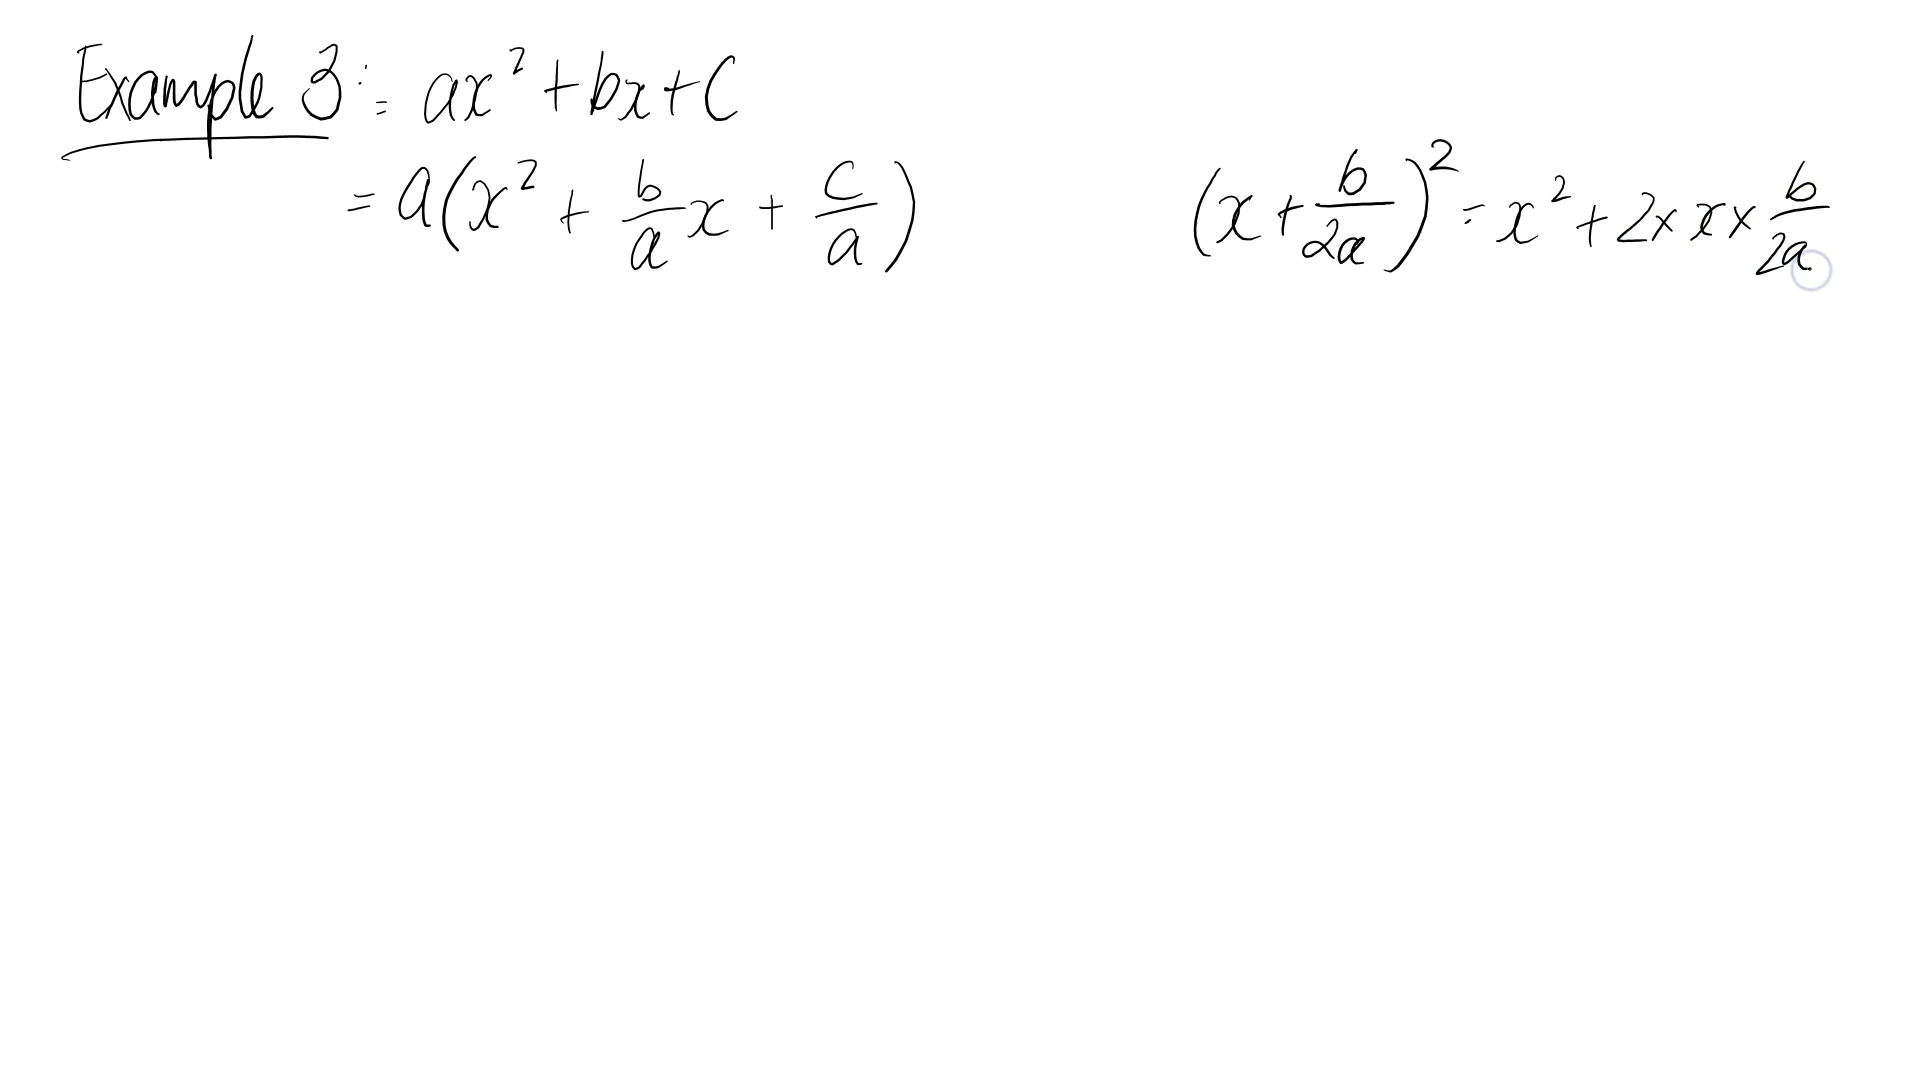 Example 3: = ax² + bx + c
= a(x² + b/a x + c/a)
(x + b/2a)² = x² + 2 × x × b/2a